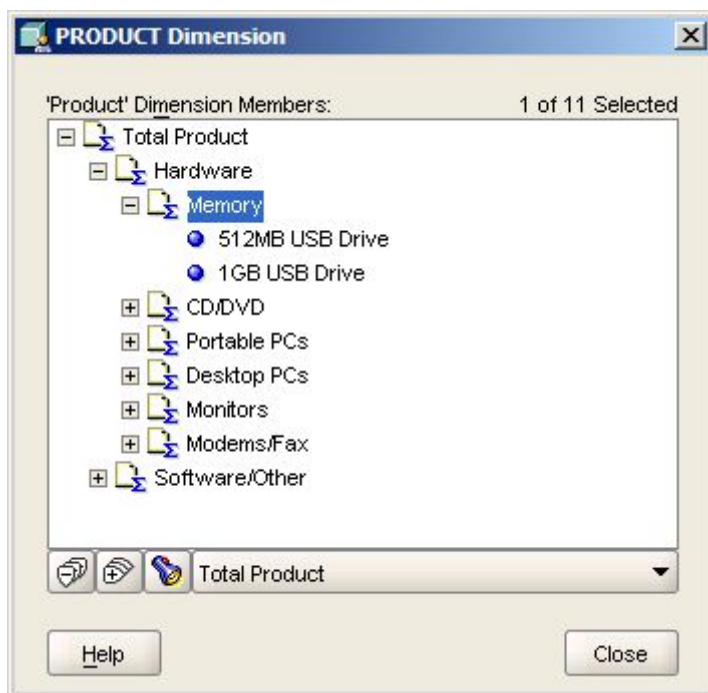 PRODUCT Dimension
'Product' Dimension Members: 1 of 11 Selected
Total Product
Hardware
Memory
512MB USB Drive
1GB USB Drive
CD/DVD
Portable PCs
Desktop PCs
Monitors
Modems/Fax
Software/Other
Total Product
Help Close